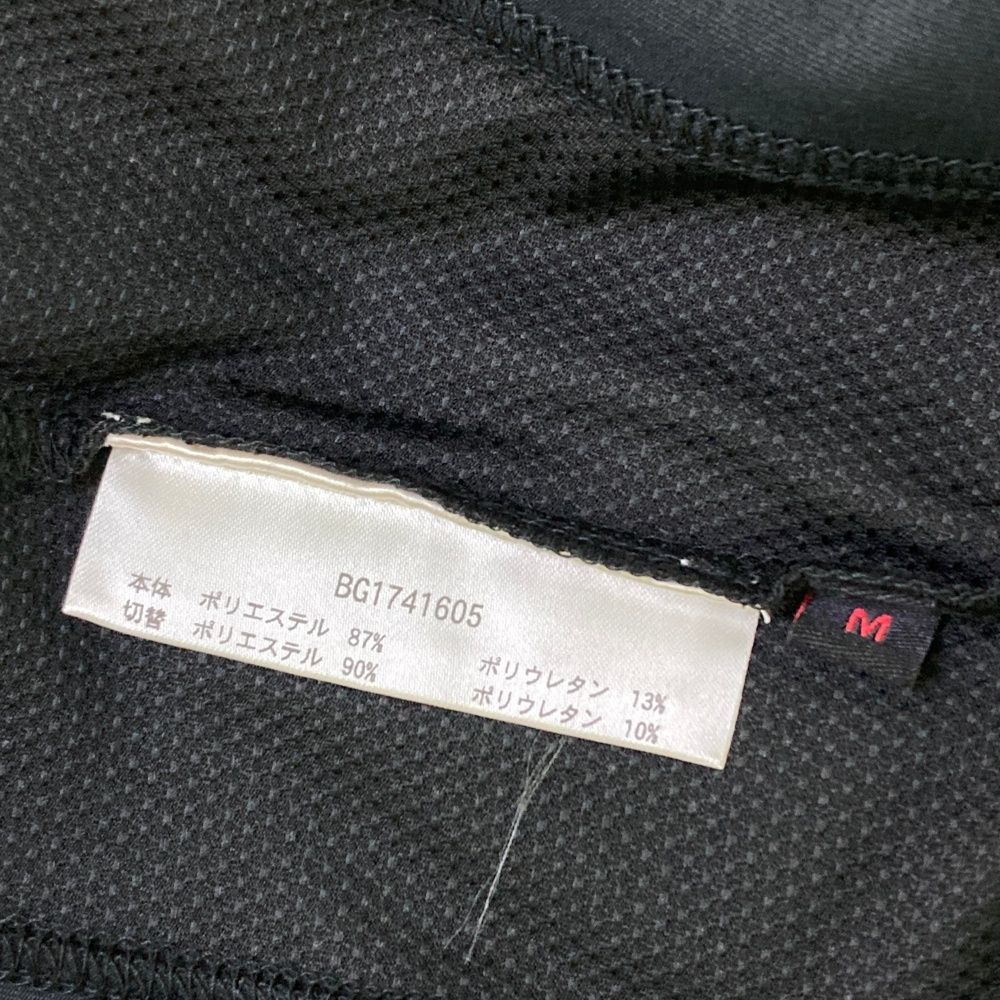 BG1741605
本体 ポリエステル 87% ポリウレタン 13%
切替 ポリエステル 90% ポリウレタン 10%
M